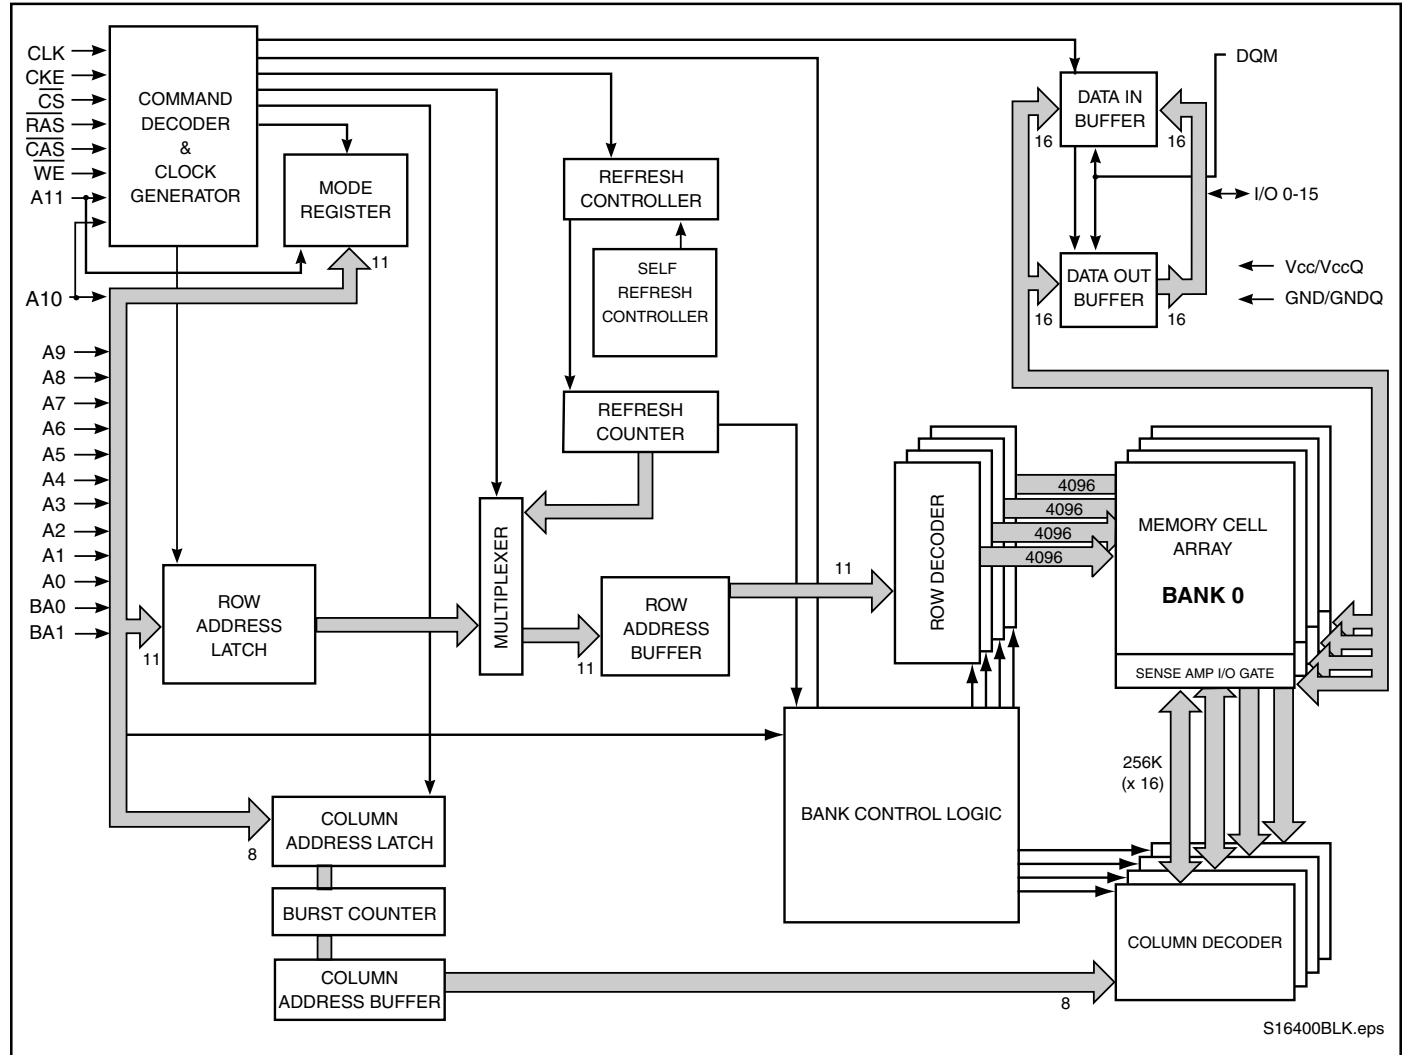 CLK
CKE
CS
RAS
CAS
WE
A11
A10
A9
A8
A7
A6
A5
A4
A3
A2
A1
A0
BA0
BA1
COMMAND
DECODER
&
CLOCK
GENERATOR
MODE
REGISTER
11
REFRESH
CONTROLLER
SELF
REFRESH
CONTROLLER
REFRESH
COUNTER
DATA IN
BUFFER
16
16
DQM
I/O 0-15
DATA OUT
BUFFER
16
16
Vcc/VccQ
GND/GNDQ
ROW
ADDRESS
LATCH
11
MULTIPLEXER
11
ROW
ADDRESS
BUFFER
11
ROW DECODER
4096
4096
4096
4096
MEMORY CELL
ARRAY
BANK 0
SENSE AMP I/O GATE
256K
(x 16)
BANK CONTROL LOGIC
COLUMN
ADDRESS LATCH
8
BURST COUNTER
COLUMN
ADDRESS BUFFER
8
COLUMN DECODER
S16400BLK.eps